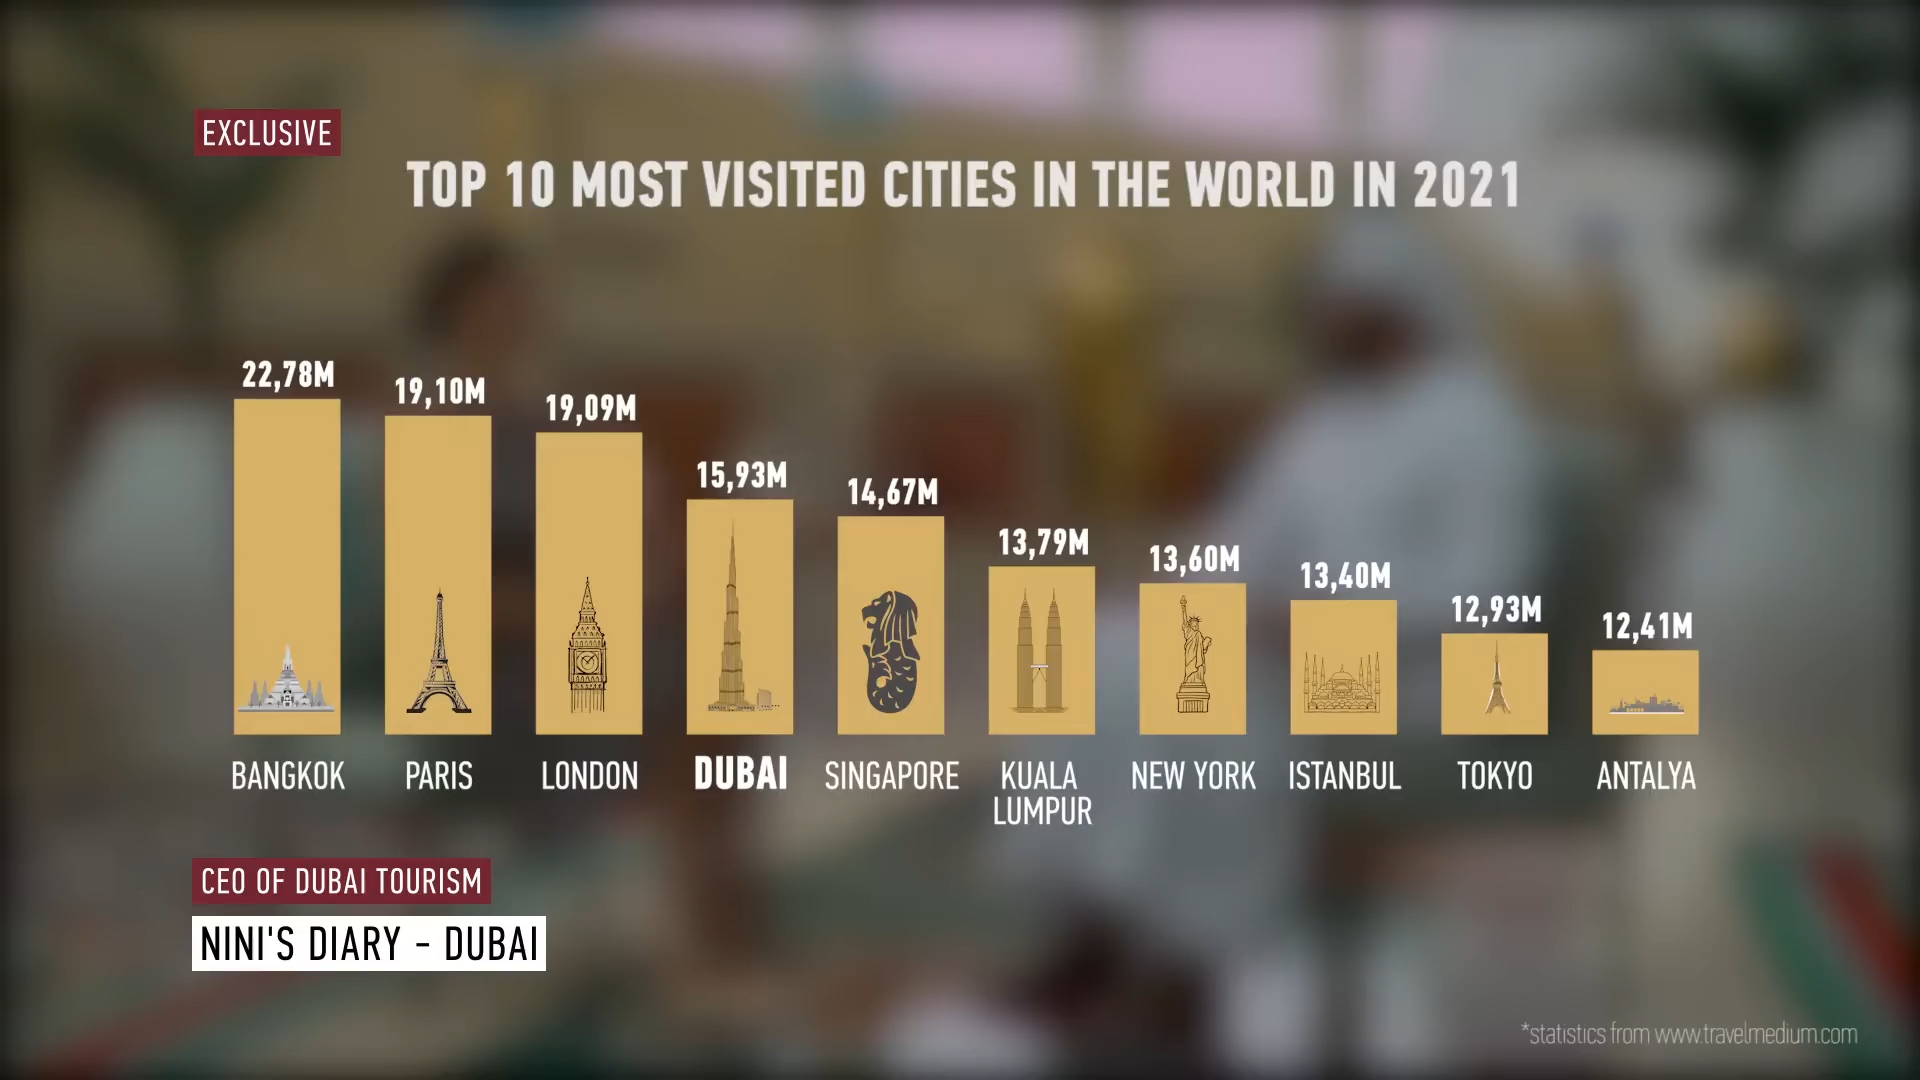 EXCLUSIVE
TOP 10 MOST VISITED CITIES IN THE WORLD IN 2021
22,78M
19,10M
19,09M
15,93M
14,67M
13,79M
13,60M
13,40M
12,93M
12,41M
BANGKOK
PARIS
LONDON
DUBAI
SINGAPORE
KUALA
LUMPUR
NEW YORK
ISTANBUL
TOKYO
ANTALYA
CEO OF DUBAI TOURISM
NINI'S DIARY - DUBAI
*statistics from www.travelmedium.com